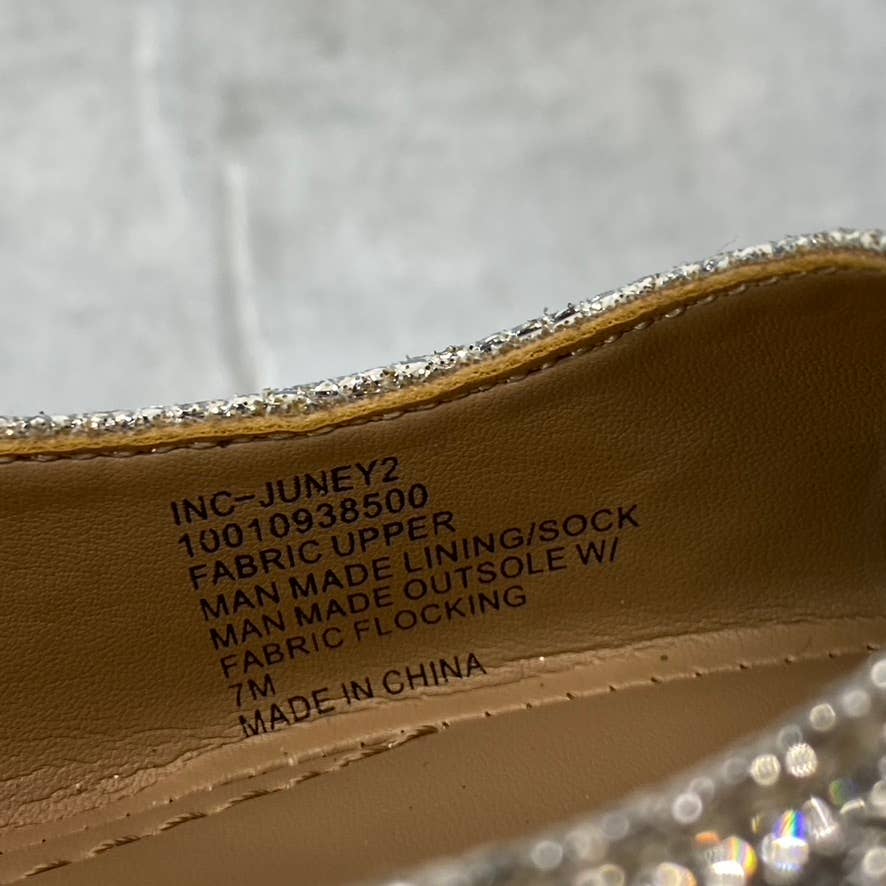 INC-JUNEY2
10010938500
FABRIC UPPER
MAN MADE LINING/SOCK
MAN MADE OUTSOLE W/
FABRIC FLOCKING
7M
MADE IN CHINA